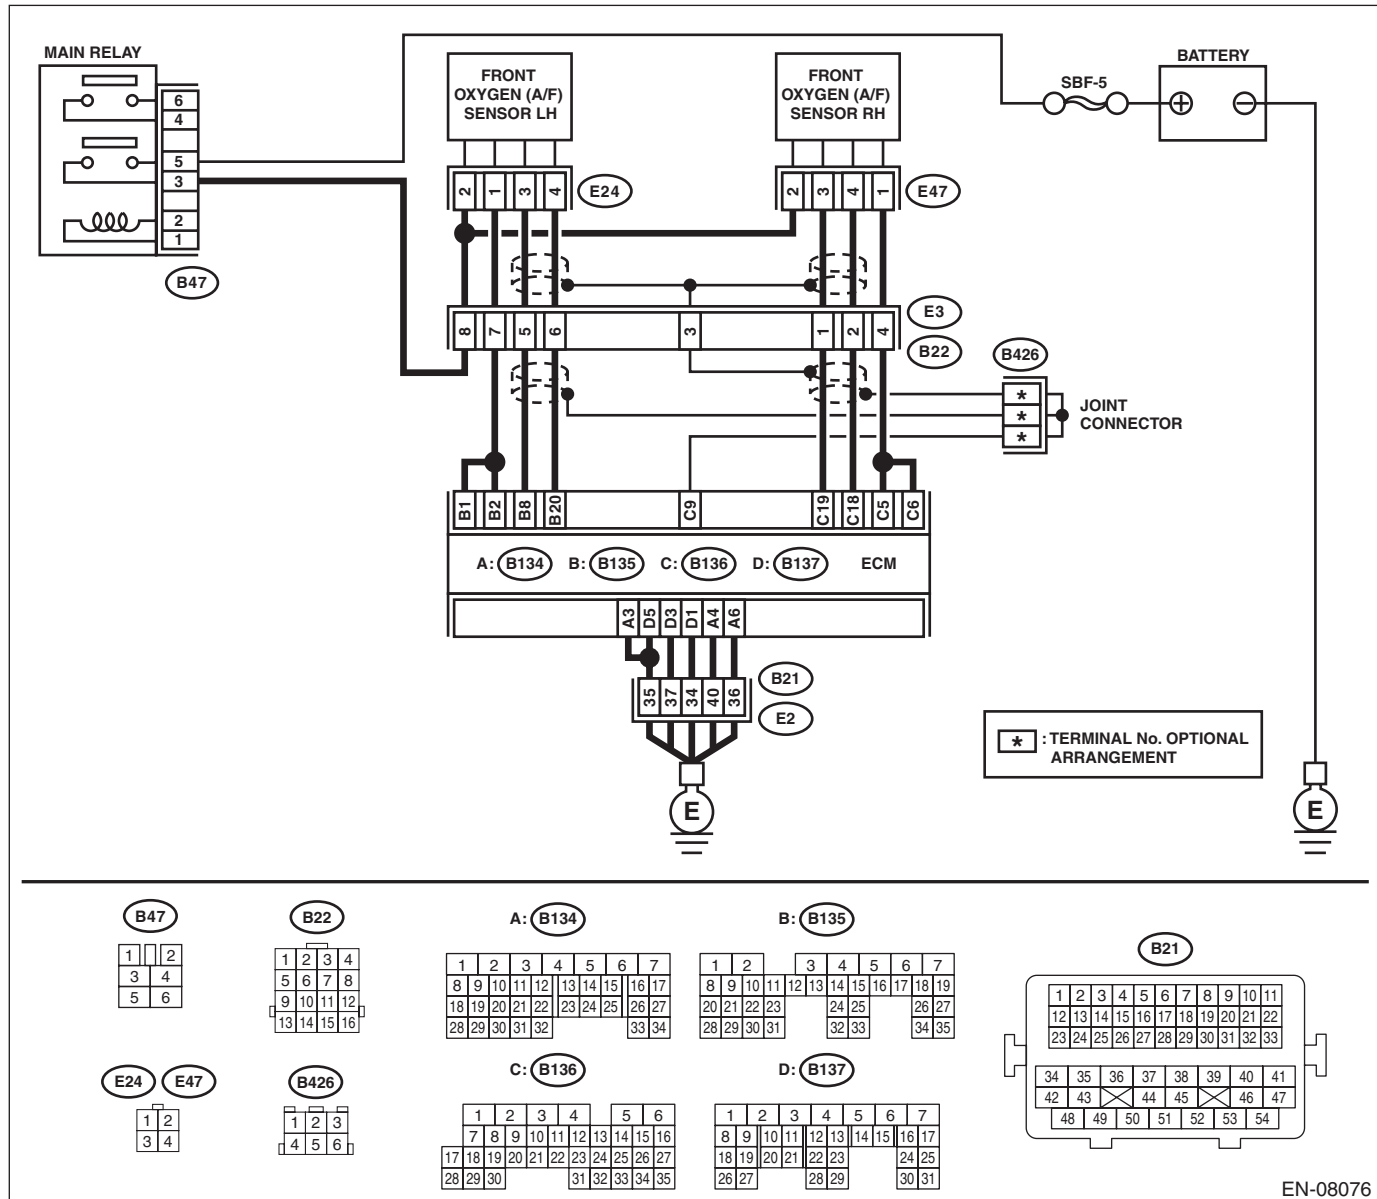 MAIN RELAY
6
4
5
3
2
1
B47
FRONT
OXYGEN (A/F)
SENSOR LH
FRONT
OXYGEN (A/F)
SENSOR RH
SBF-5
BATTERY
2 1 3 4
E24
2 3 4 1
E47
8 7 5 6 3 1 2 4
E3
B22
B426
*
*
*
JOINT
CONNECTOR
B1 B2 B8 B20 C9 C19 C18 C5 C6
A: B134 B: B135 C: B136 D: B137 ECM
A3 D5 D3 D1 A4 A6
35 37 34 40 36
B21
E2
E
* : TERMINAL No. OPTIONAL
ARRANGEMENT
E
B47
1 2
3 4
5 6
B22
1 2 3 4
5 6 7 8
9 10 11 12
13 14 15 16
A: B134
1 2 3 4 5 6 7
8 9 10 11 12 13 14 15 16 17
18 19 20 21 22 23 24 25 26 27
28 29 30 31 32 33 34
B: B135
1 2 3 4 5 6 7
8 9 10 11 12 13 14 15 16 17 18 19
20 21 22 23 24 25 26 27
28 29 30 31 32 33 34 35
B21
1 2 3 4 5 6 7 8 9 10 11
12 13 14 15 16 17 18 19 20 21 22
23 24 25 26 27 28 29 30 31 32 33
34 35 36 37 38 39 40 41
42 43 44 45 46 47
48 49 50 51 52 53 54
E24 E47
1 2
3 4
B426
1 2 3
4 5 6
C: B136
1 2 3 4 5 6
7 8 9 10 11 12 13 14 15 16
17 18 19 20 21 22 23 24 25 26 27
28 29 30 31 32 33 34 35
D: B137
1 2 3 4 5 6 7
8 9 10 11 12 13 14 15 16 17
18 19 20 21 22 23 24 25
26 27 28 29 30 31
EN-08076